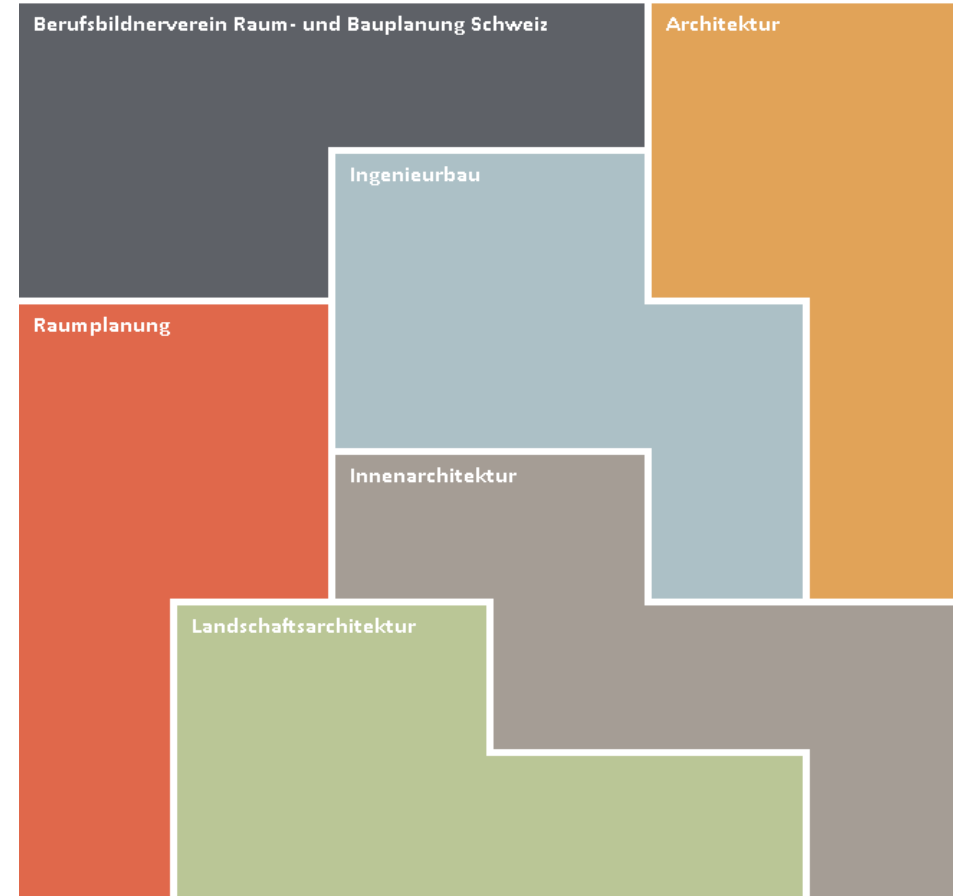 Berufsbildnerverein Raum- und Bauplanung Schweiz
Architektur
Ingenieurbau
Raumplanung
Innenarchitektur
Landschaftsarchitektur